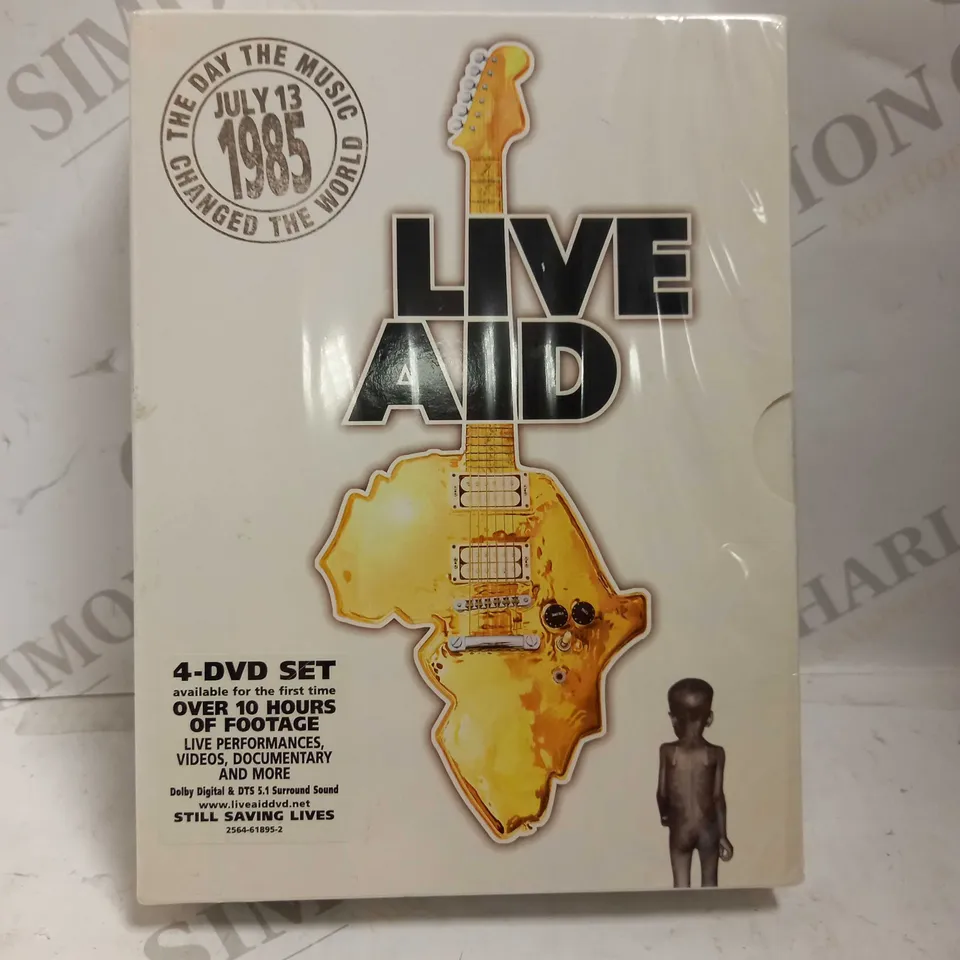 THE DAY THE MUSIC
JULY 13
1985
CHANGED THE WORLD
LIVE
AID
4-DVD SET
available for the first time
OVER 10 HOURS
OF FOOTAGE
LIVE PERFORMANCES,
VIDEOS, DOCUMENTARY
AND MORE
Dolby Digital & DTS 5.1 Surround Sound
www.liveaiddvd.net
STILL SAVING LIVES
2564-61895-2